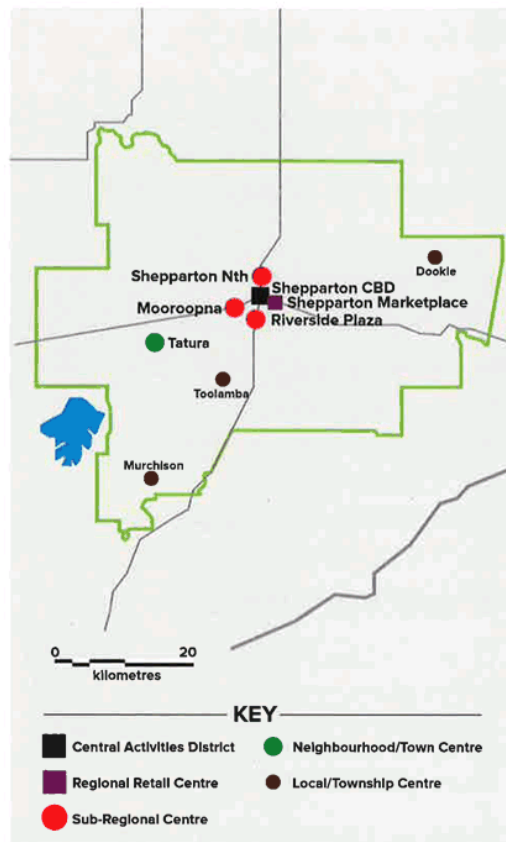 Dookie
Shepparton Nth
Shepparton CBD
Shepparton Marketplace
Mooroopna
Riverside Plaza
Tatura
Toolamba
Murchison
0 20
kilometres
KEY
Central Activities District
Neighbourhood/Town Centre
Regional Retail Centre
Local/Township Centre
Sub-Regional Centre